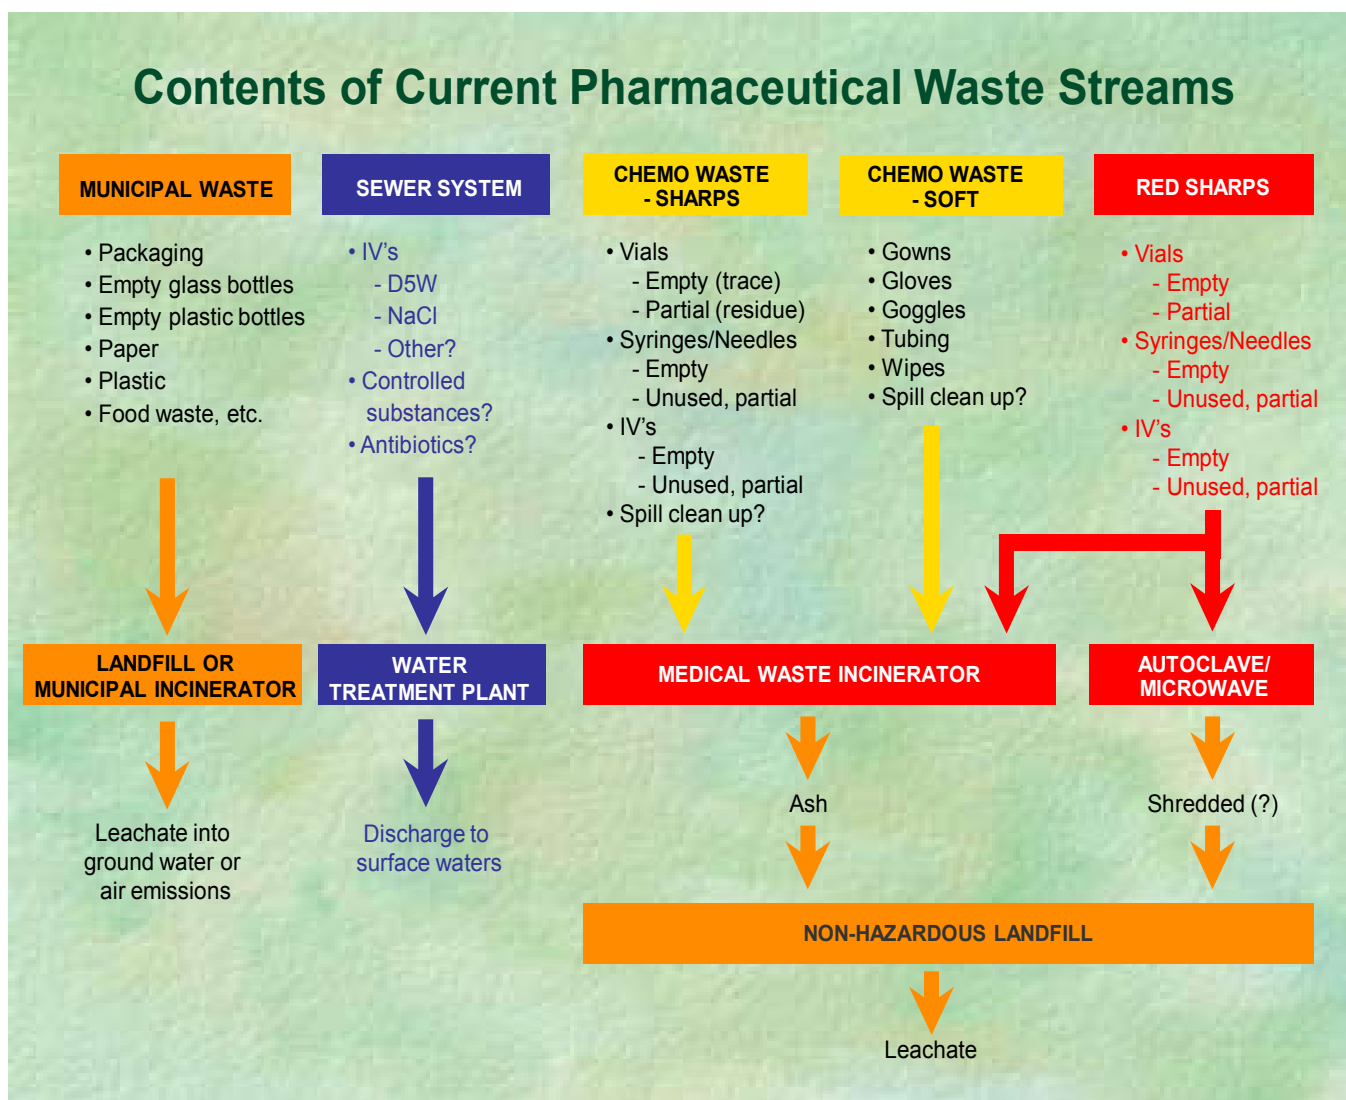 Contents of Current Pharmaceutical Waste Streams
MUNICIPAL WASTE
• Packaging
• Empty glass bottles
• Empty plastic bottles
• Paper
• Plastic
• Food waste, etc.
LANDFILL OR
MUNICIPAL INCINERATOR
Leachate into
ground water or
air emissions
SEWER SYSTEM
• IV’s
- D5W
- NaCl
- Other?
• Controlled
substances?
• Antibiotics?
WATER
TREATMENT PLANT
Discharge to
surface waters
CHEMO WASTE
- SHARPS
• Vials
- Empty (trace)
- Partial (residue)
• Syringes/Needles
- Empty
- Unused, partial
• IV’s
- Empty
- Unused, partial
• Spill clean up?
CHEMO WASTE
- SOFT
• Gowns
• Gloves
• Goggles
• Tubing
• Wipes
• Spill clean up?
RED SHARPS
• Vials
- Empty
- Partial
• Syringes/Needles
- Empty
- Unused, partial
• IV’s
- Empty
- Unused, partial
MEDICAL WASTE INCINERATOR
Ash
AUTOCLAVE/
MICROWAVE
Shredded (?)
NON-HAZARDOUS LANDFILL
Leachate